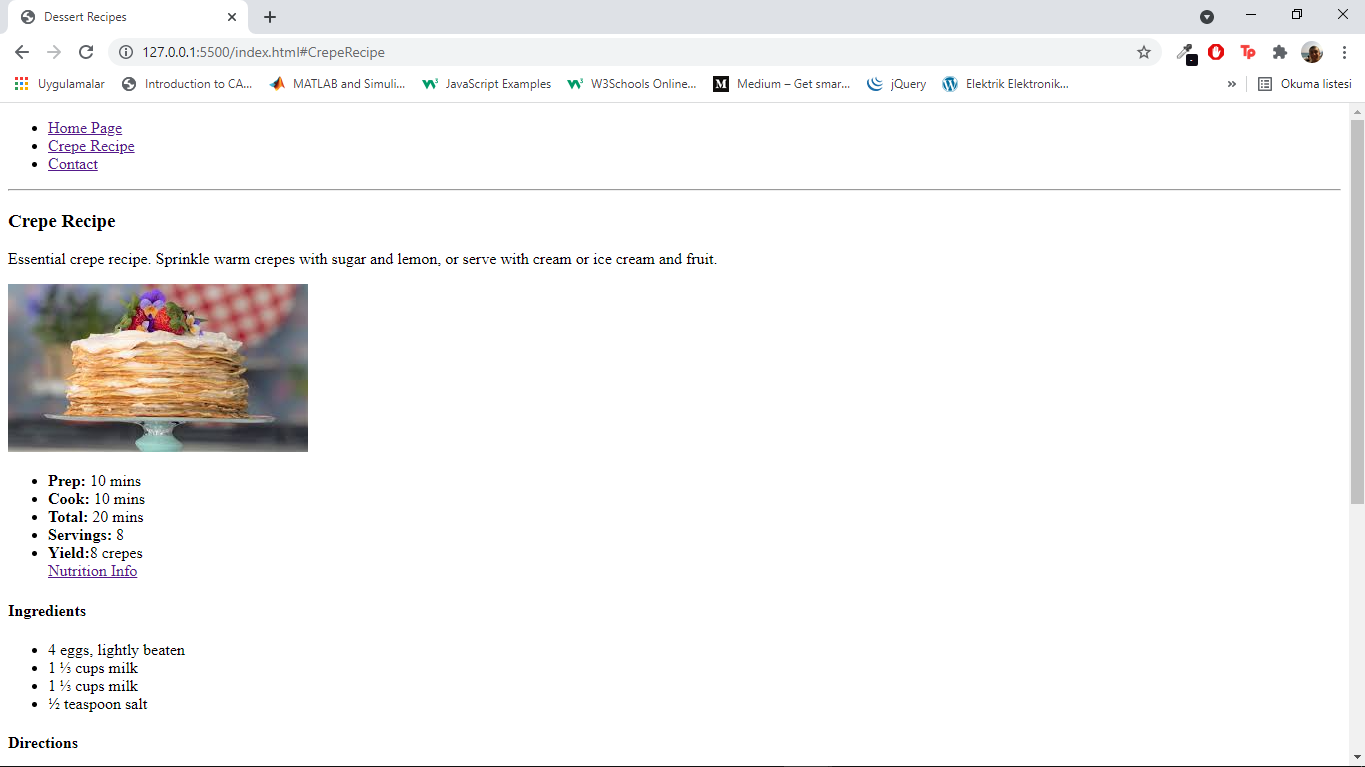 Dessert Recipes
127.0.0.1:5500/index.html#CrepeRecipe
Uygulamalar
Introduction to CA...
MATLAB and Simuli...
JavaScript Examples
W3Schools Online...
Medium – Get smar...
jQuery
Elektrik Elektronik...
»
Okuma listesi
Home Page
Crepe Recipe
Contact
Crepe Recipe
Essential crepe recipe. Sprinkle warm crepes with sugar and lemon, or serve with cream or ice cream and fruit.
Prep: 10 mins
Cook: 10 mins
Total: 20 mins
Servings: 8
Yield:8 crepes
Nutrition Info
Ingredients
4 eggs, lightly beaten
1 ⅓ cups milk
1 ⅓ cups milk
½ teaspoon salt
Directions